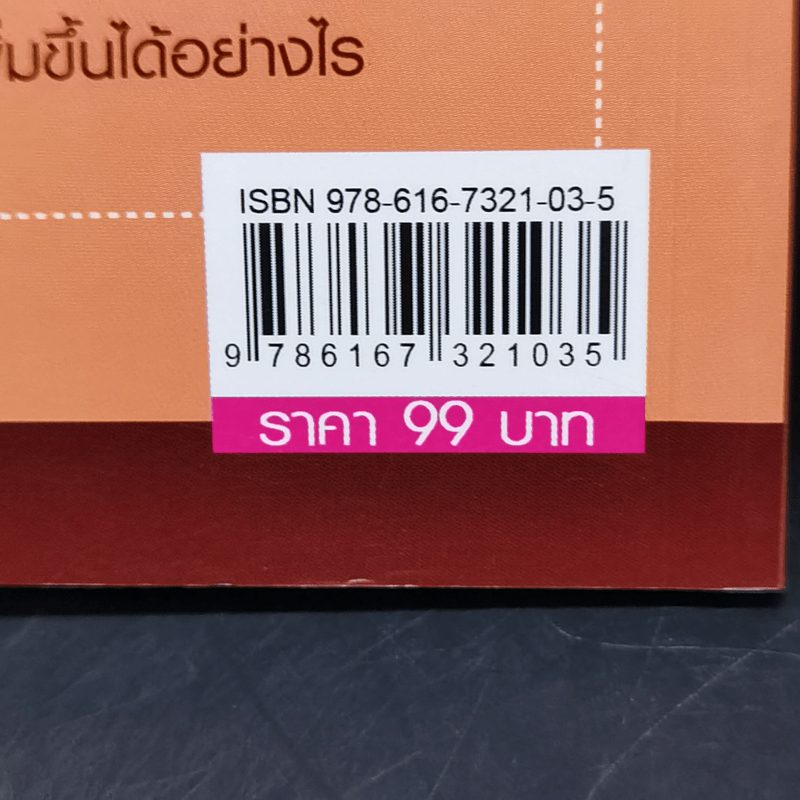 ขึ้นได้อย่างไร
ISBN 978-616-7321-03-5
9 786167 321035
ราคา 99 บาท